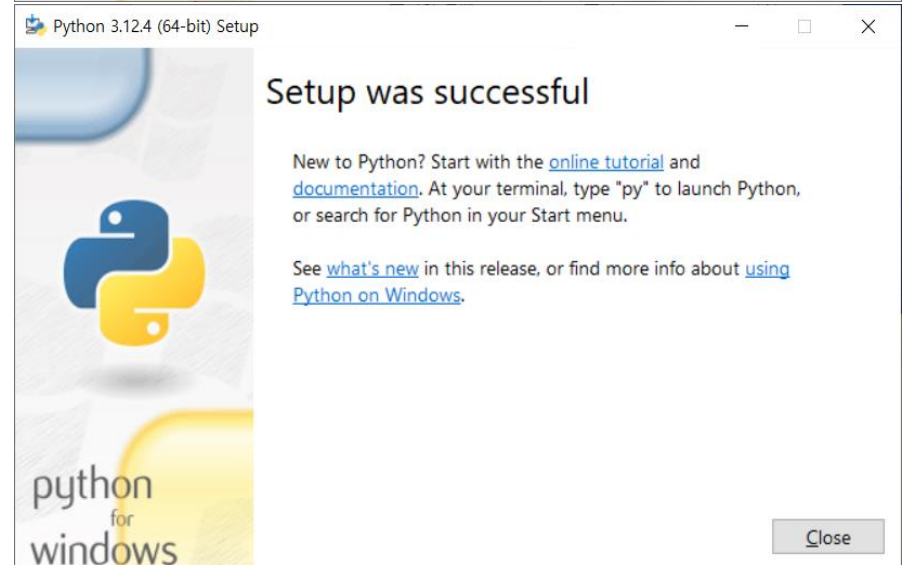 Python 3.12.4 (64-bit) Setup
Setup was successful
New to Python? Start with the online tutorial and
documentation. At your terminal, type "py" to launch Python,
or search for Python in your Start menu.
See what's new in this release, or find more info about using
Python on Windows.
python
for
windows
Close